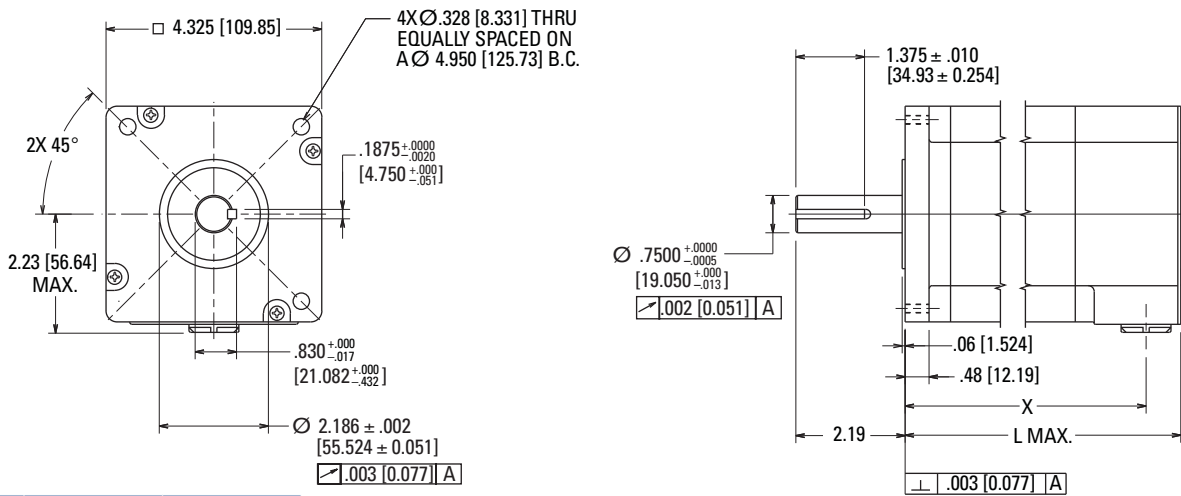 □ 4.325 [109.85]
4X Ø.328 [8.331] THRU
EQUALLY SPACED ON
A Ø 4.950 [125.73] B.C.
2X 45°
.1875 +.0000 -.0020
[4.750 +.000 -.051]
2.23 [56.64]
MAX.
.830 +.000 -.017
[21.082 +.000 -.432]
Ø 2.186 ± .002
[55.524 ± 0.051]
.003 [0.077] A
1.375 ± .010
[34.93 ± 0.254]
Ø .7500 +.0000 -.0005
[19.050 +.000 -.013]
.002 [0.051] A
.06 [1.524]
.48 [12.19]
X
2.19
L MAX.
⊥ .003 [0.077] A